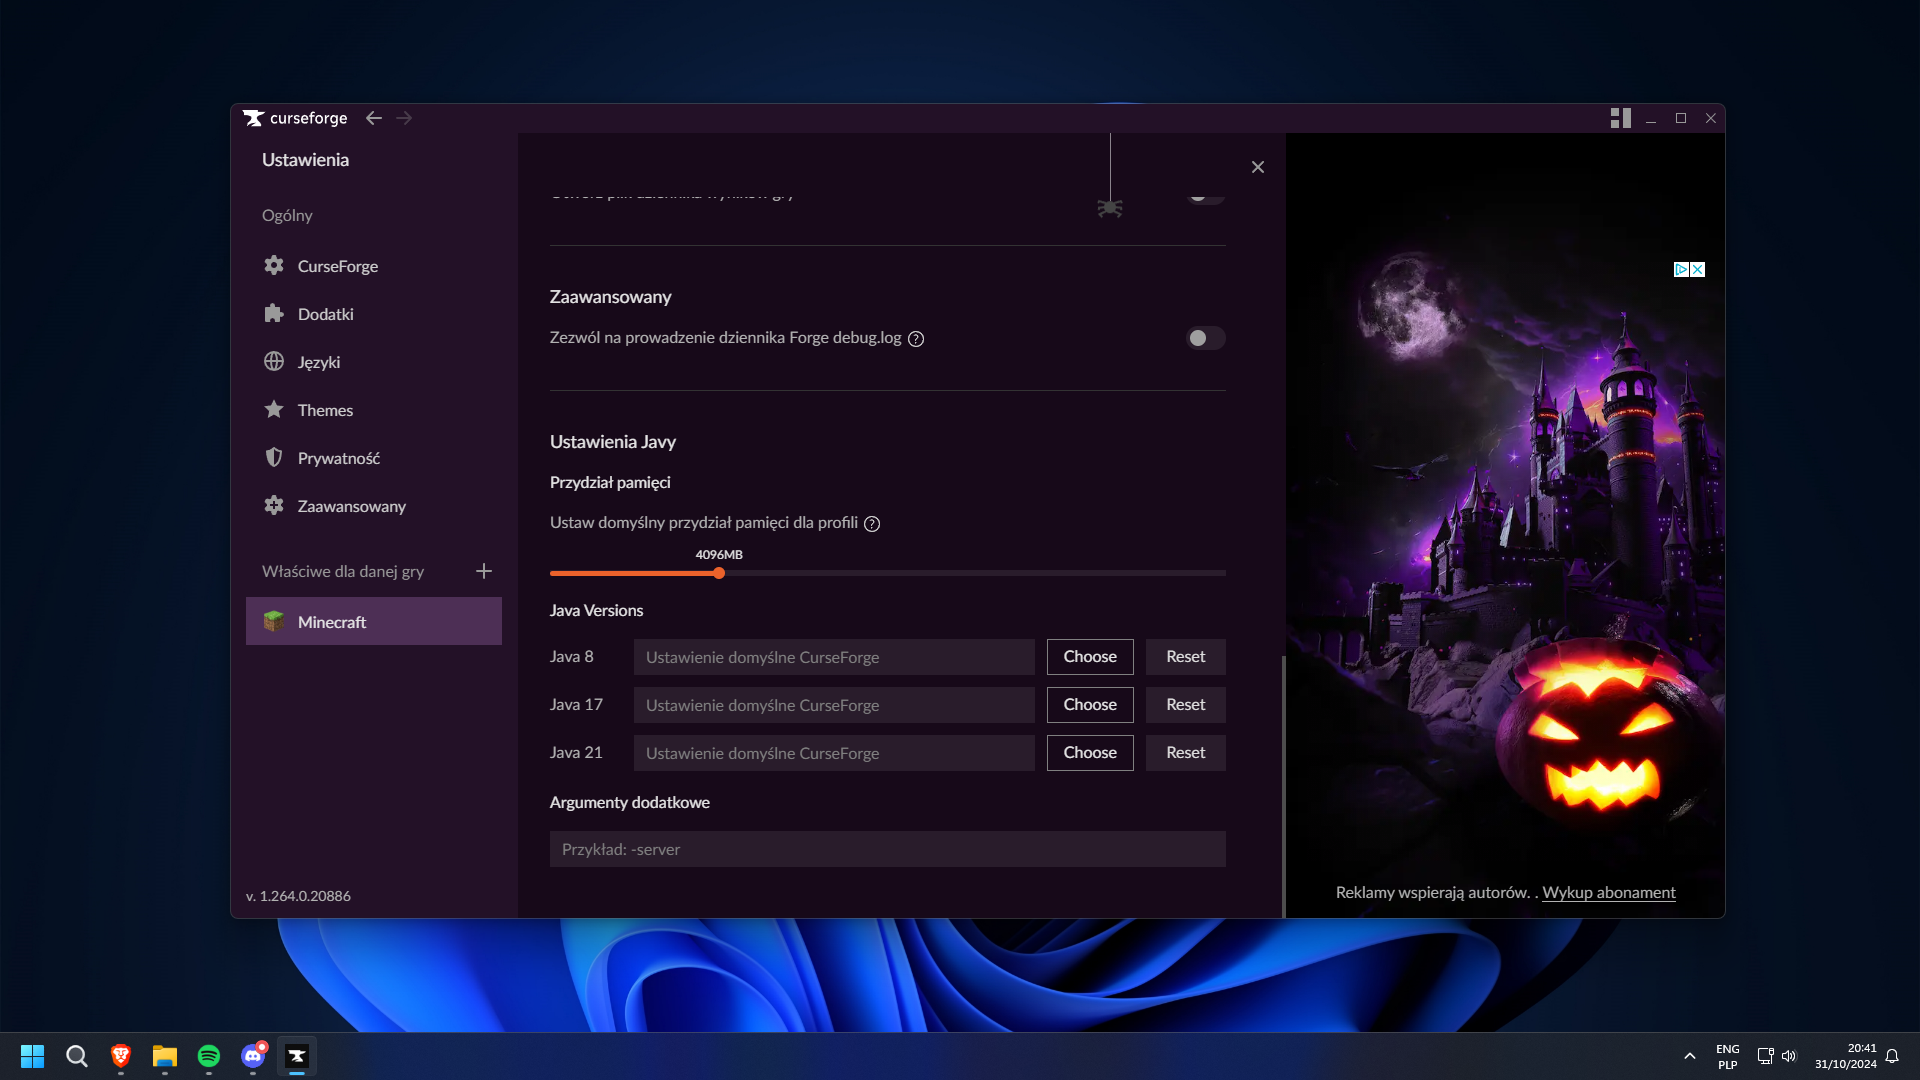 curseforge
Ustawienia
Ogólny
CurseForge
Dodatki
Języki
Themes
Prywatność
Zaawansowany
Właściwe dla danej gry
Minecraft
v. 1.264.0.20886
Zaawansowany
Zezwól na prowadzenie dziennika Forge debug.log ?
Ustawienia Javy
Przydział pamięci
Ustaw domyślny przydział pamięci dla profili ?
4096MB
Java Versions
Java 8 Ustawienie domyślne CurseForge Choose Reset
Java 17 Ustawienie domyślne CurseForge Choose Reset
Java 21 Ustawienie domyślne CurseForge Choose Reset
Argumenty dodatkowe
Przykład: -server
Reklamy wspierają autorów. . Wykup abonament
ENG
PLP
20:41
31/10/2024